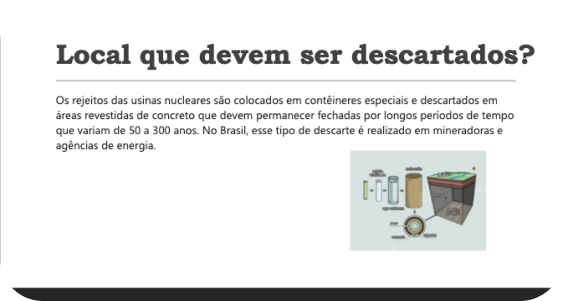 Local que devem ser descartados?
Os rejeitos das usinas nucleares são colocados em contêineres especiais e descartados em
áreas revestidas de concreto que devem permanecer fechadas por longos períodos de tempo
que variam de 50 a 300 anos. No Brasil, esse tipo de descarte é realizado em mineradoras e
agências de energia.